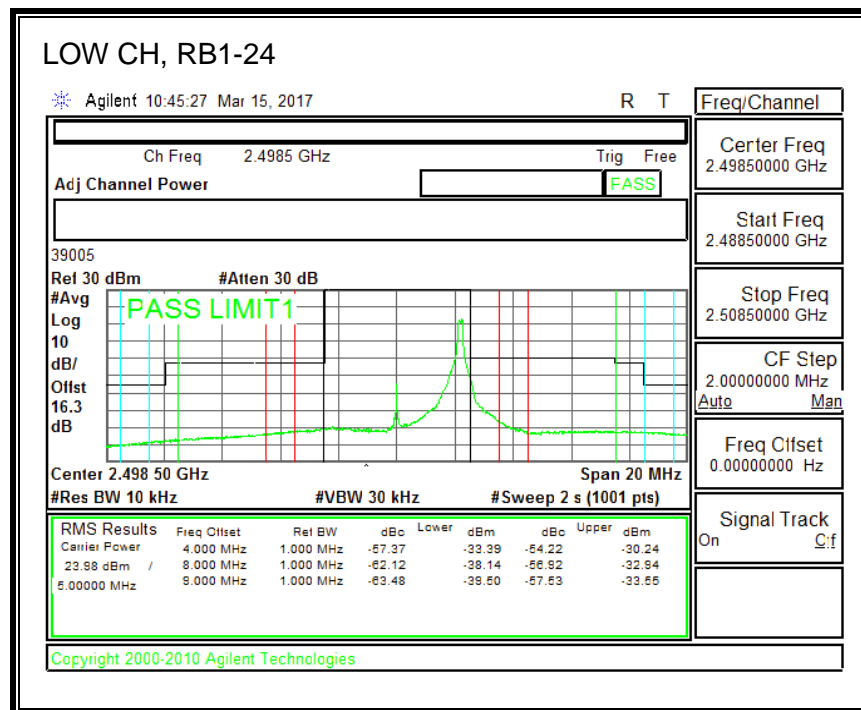 LOW CH, RB1-24
Agilent 10:45:27 Mar 15, 2017 R T
Freq/Channel
Ch Freq 2.4985 GHz Trig Free
Adj Channel Power PASS
Center Freq
2.49850000 GHz
Start Freq
2.48850000 GHz
Stop Freq
2.50850000 GHz
CF Step
2.00000000 MHz
Auto Man
Freq Offset
0.00000000 Hz
Signal Track
On Off
39005
Ref 30 dBm #Atten 30 dB
#Avg
Log
10
dB/
Offst
16.3
dB
PASS LIMIT1
Center 2.498 50 GHz Span 20 MHz
#Res BW 10 kHz #VBW 30 kHz #Sweep 2 s (1001 pts)
RMS Results Freq Offset Ref BW dBc Lower dBm dBc Upper dBm
Carrier Power 4.000 MHz 1.000 MHz -57.37 -33.39 -54.22 -30.24
23.98 dBm / 8.000 MHz 1.000 MHz -62.12 -38.14 -56.92 -32.94
5.00000 MHz 9.000 MHz 1.000 MHz -63.48 -39.50 -57.53 -33.55
Copyright 2000-2010 Agilent Technologies